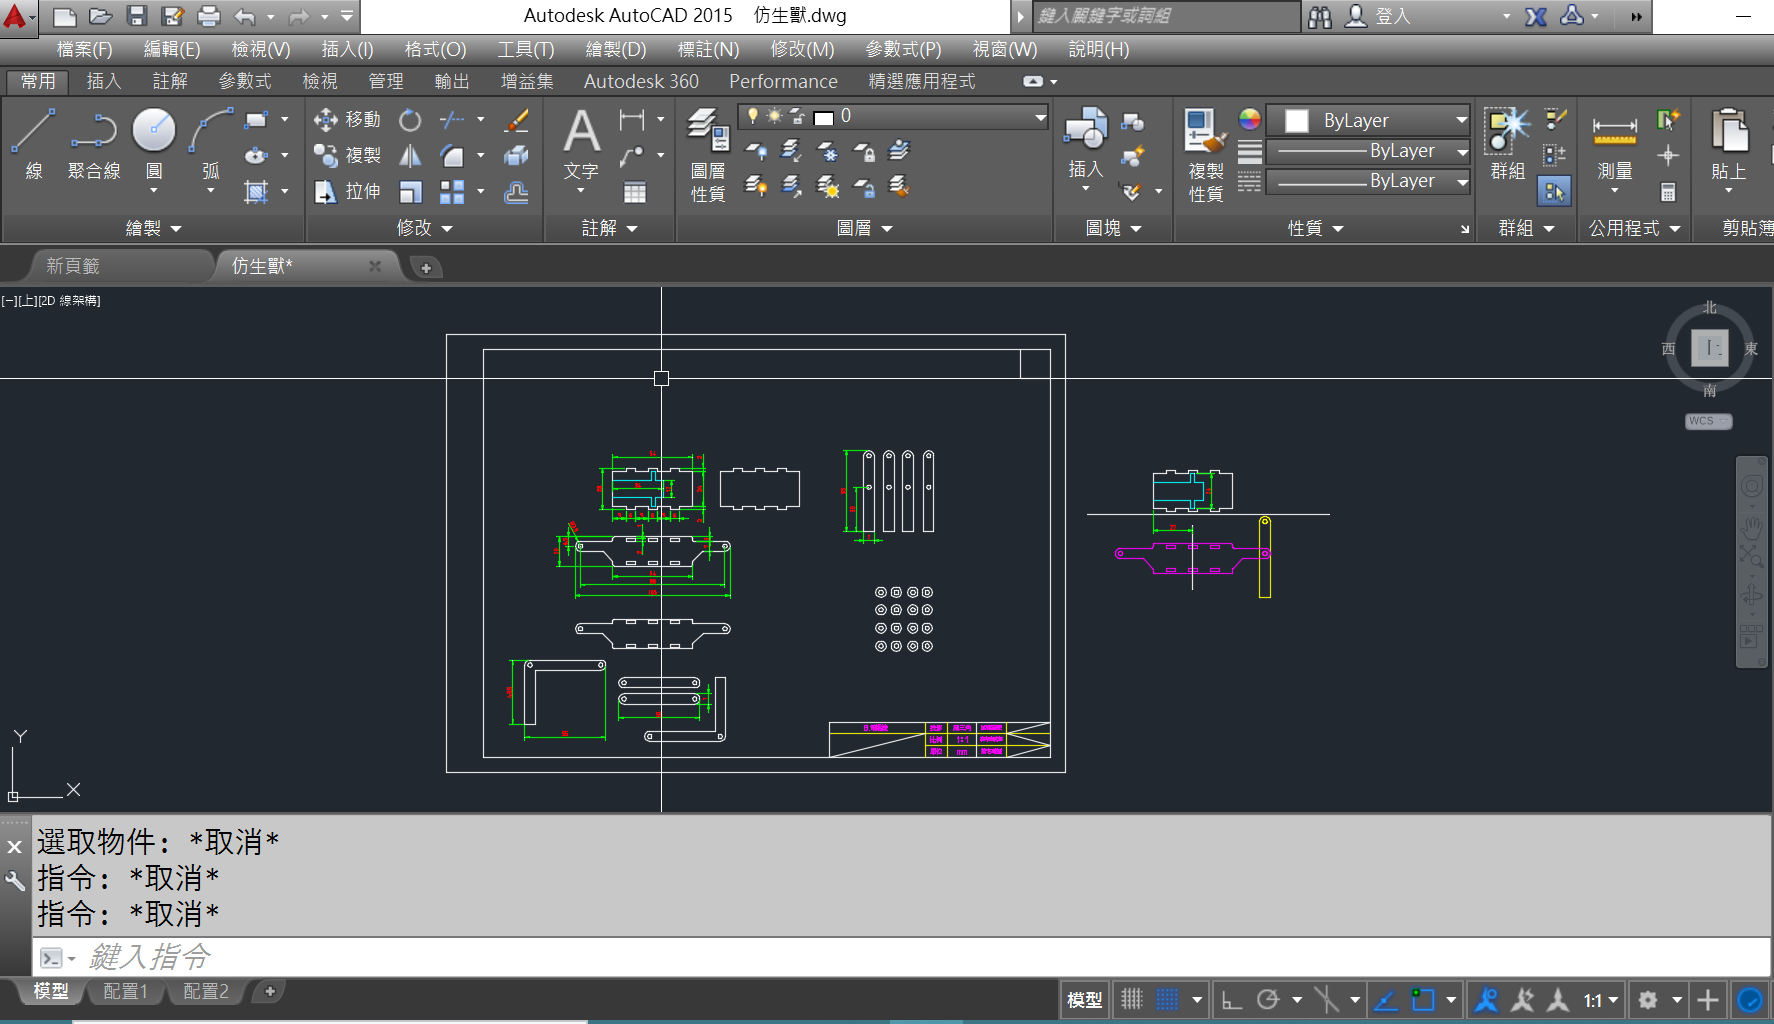 Autodesk AutoCAD 2015 仿生獸.dwg
鍵入關鍵字或詞組
登入
檔案(F) 編輯(E) 檢視(V) 插入(I) 格式(O) 工具(T) 繪製(D) 標註(N) 修改(M) 參數式(P) 視窗(W) 說明(H)
常用 插入 註解 參數式 檢視 管理 輸出 增益集 Autodesk 360 Performance 精選應用程式
線 聚合線 圓 弧
移動
複製
拉伸
文字
圖層
性質
0
插入
複製
性質
ByLayer
ByLayer
ByLayer
群組
測量
貼上
繪製 修改 註解 圖層 圖塊 性質 群組 公用程式 剪貼簿
新頁籤 仿生獸*
[−][上][2D 線架構]
北
西 上 東
南
WCS
比例 1:1
單位 mm
Y
X
選取物件: *取消*
指令: *取消*
指令: *取消*
鍵入指令
模型 配置1 配置2
模型 1:1